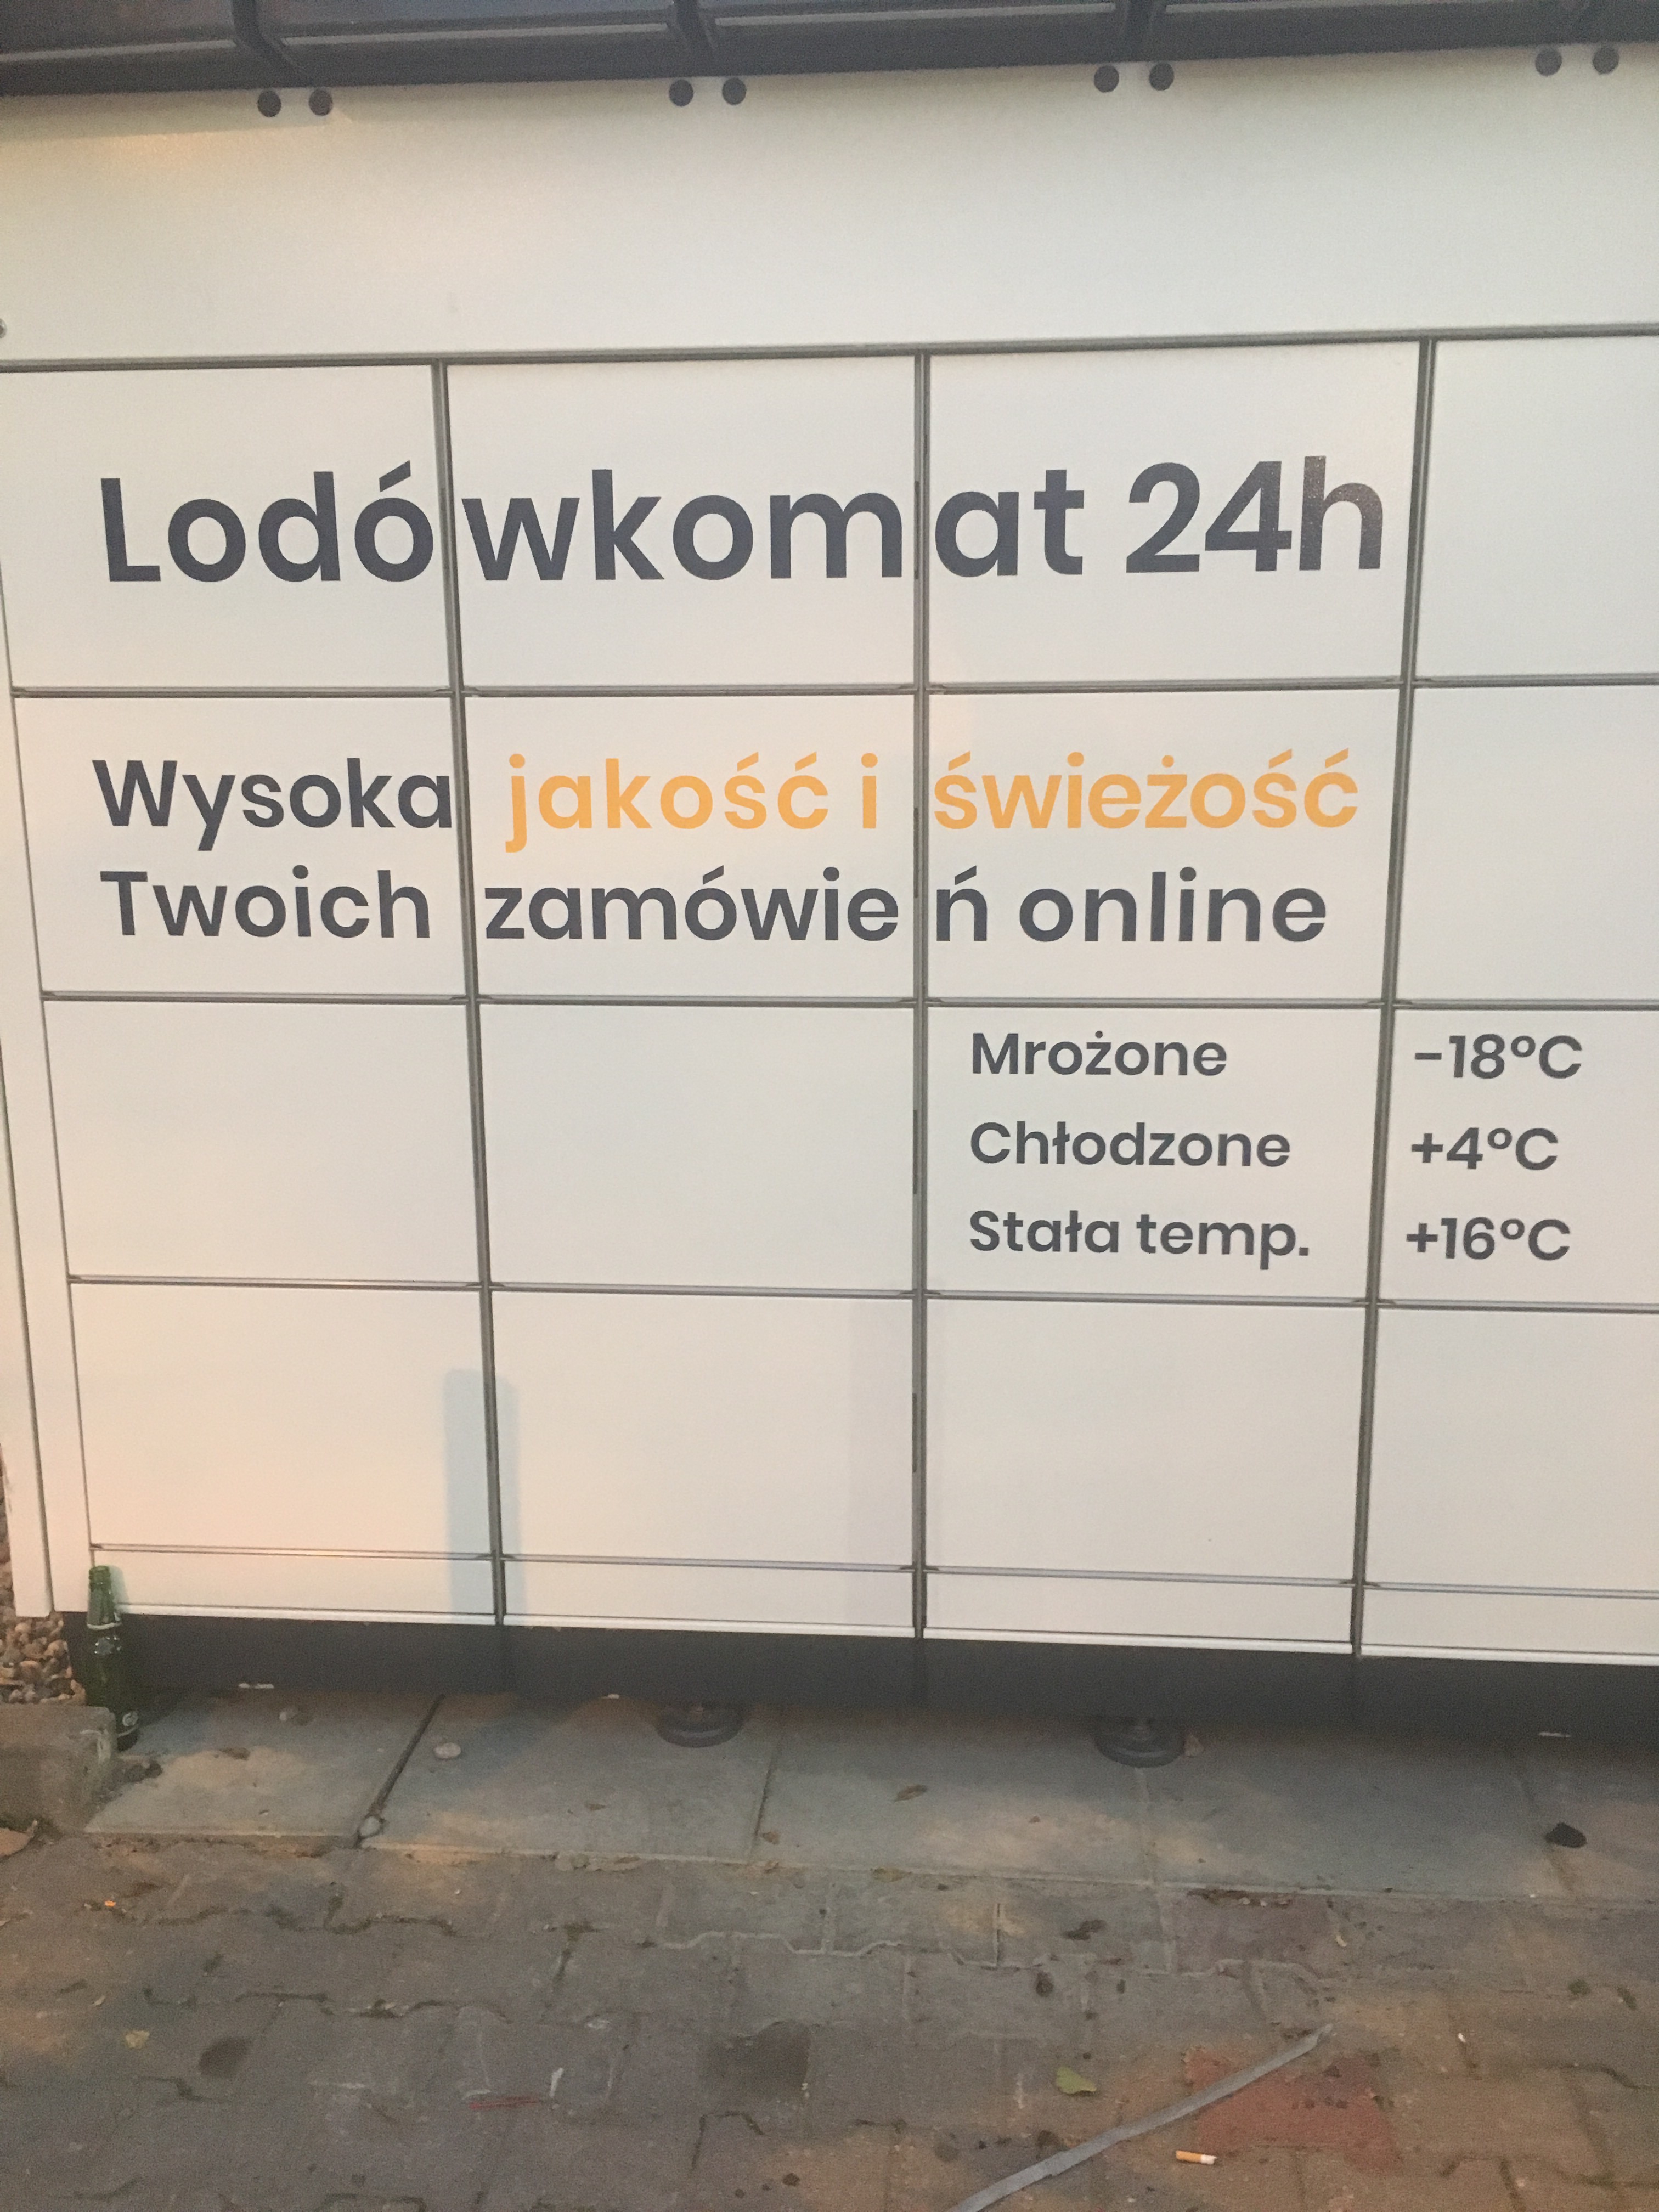 Lodówkomat 24h
Wysoka jakość i świeżość
Twoich zamówień online
Mrożone -18°C
Chłodzone +4°C
Stała temp. +16°C